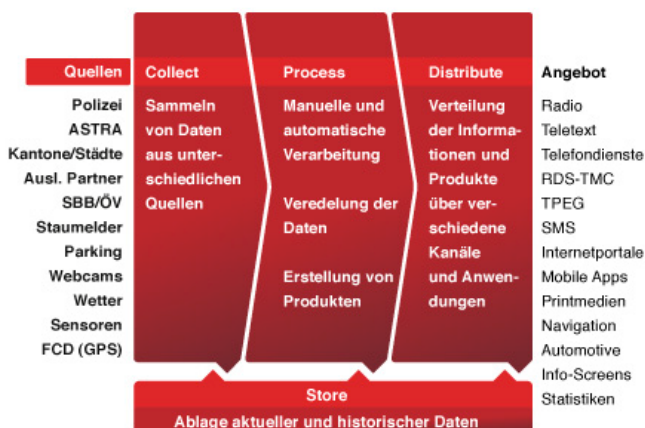 Quellen
Polizei
ASTRA
Kantone/Städte
Ausl. Partner
SBB/ÖV
Staumelder
Parking
Webcams
Wetter
Sensoren
FCD (GPS)
Collect
Sammeln
von Daten
aus unter-
schiedlichen
Quellen
Process
Manuelle und
automatische
Verarbeitung
Veredelung der
Daten
Erstellung von
Produkten
Distribute
Verteilung
der Informa-
tionen und
Produkte
über ver-
schiedene
Kanäle
und Anwen-
dungen
Angebot
Radio
Teletext
Telefondienste
RDS-TMC
TPEG
SMS
Internetportale
Mobile Apps
Printmedien
Navigation
Automotive
Info-Screens
Statistiken
Store
Ablage aktueller und historischer Daten